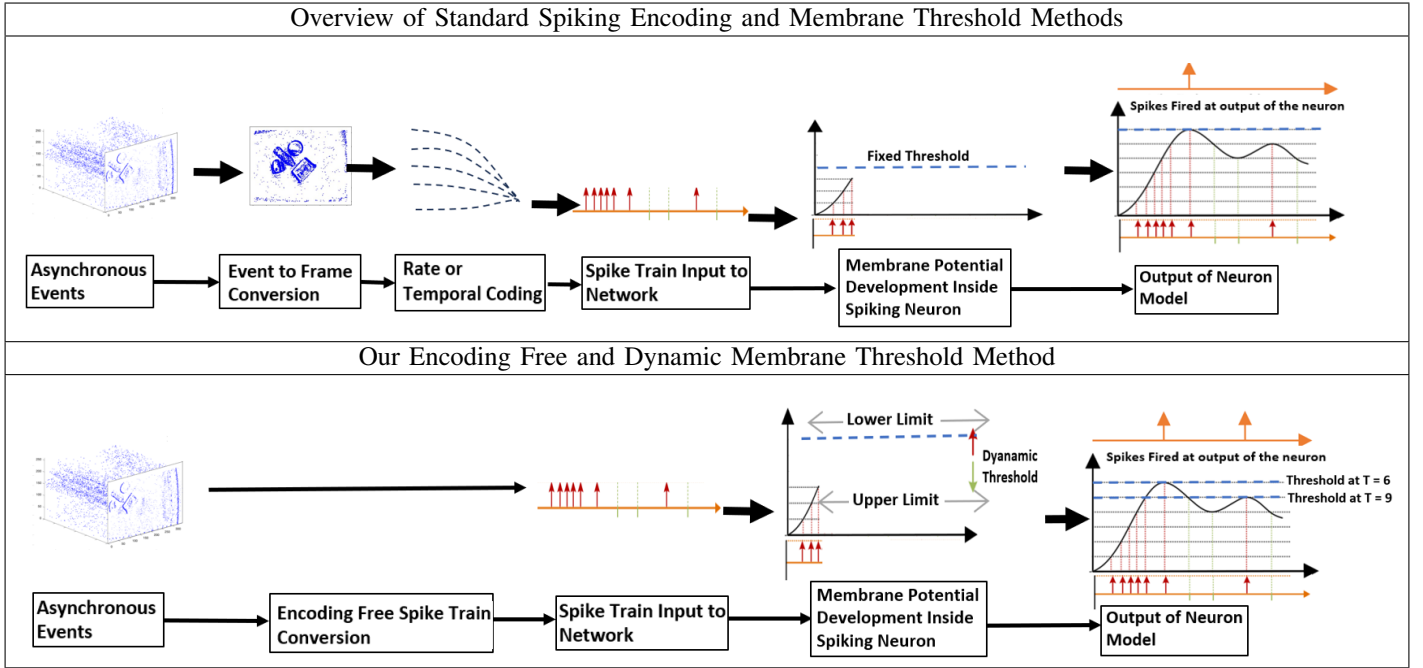 Overview of Standard Spiking Encoding and Membrane Threshold Methods
Spikes Fired at output of the neuron
Fixed Threshold
Asynchronous
Events
Event to Frame
Conversion
Rate or
Temporal Coding
Spike Train Input to
Network
Membrane Potential
Development Inside
Spiking Neuron
Output of Neuron
Model
Our Encoding Free and Dynamic Membrane Threshold Method
Lower Limit
Dyanamic
Threshold
Upper Limit
Spikes Fired at output of the neuron
Threshold at T = 6
Threshold at T = 9
Asynchronous
Events
Encoding Free Spike Train
Conversion
Spike Train Input to
Network
Membrane Potential
Development Inside
Spiking Neuron
Output of Neuron
Model